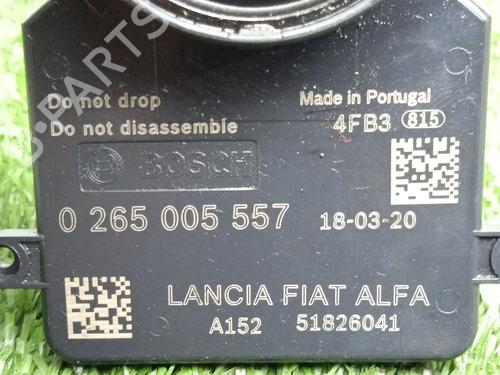 Do not drop
Made in Portugal
Do not disassemble
4FB3 815
BOSCH
0 265 005 557
18-03-20
LANCIA FIAT ALFA
A152 51826041
B-PARTS